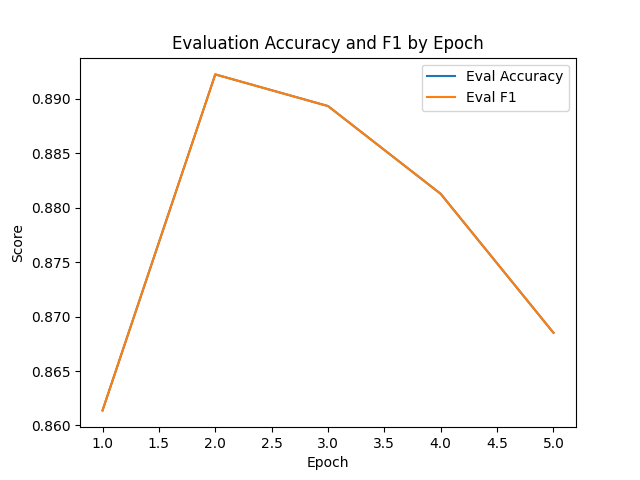 Evaluation Accuracy and F1 by Epoch
Eval Accuracy
Eval F1
0.890
0.885
0.880
0.875
0.870
0.865
0.860
Score
1.0 1.5 2.0 2.5 3.0 3.5 4.0 4.5 5.0
Epoch